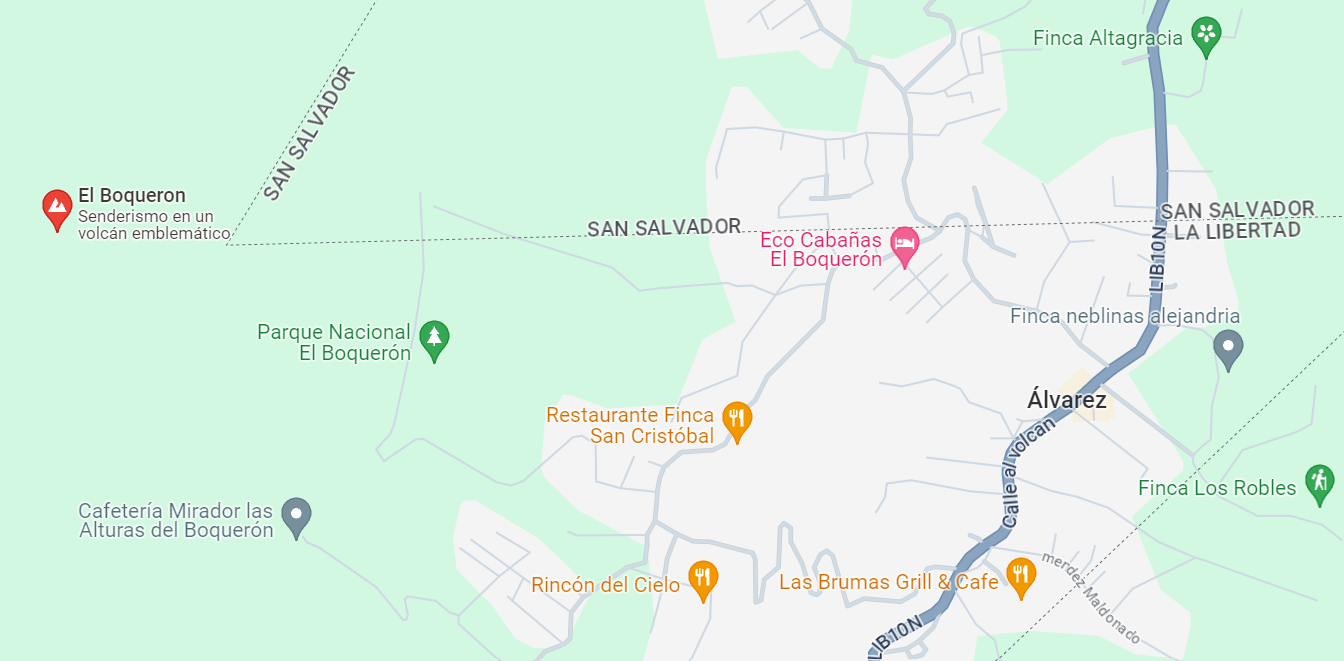 Finca Altagracia
SAN SALVADOR
El Boqueron
Senderismo en un
volcán emblemático
SAN SALVADOR
SAN SALVADOR
LA LIBERTAD
Eco Cabañas
El Boquerón
LIB10N
Finca neblinas alejandria
Parque Nacional
El Boquerón
Álvarez
Restaurante Finca
San Cristóbal
Calle al volcan
Finca Los Robles
Cafetería Mirador las
Alturas del Boquerón
merdez Maldonado
Rincón del Cielo
Las Brumas Grill & Cafe
LIB10N